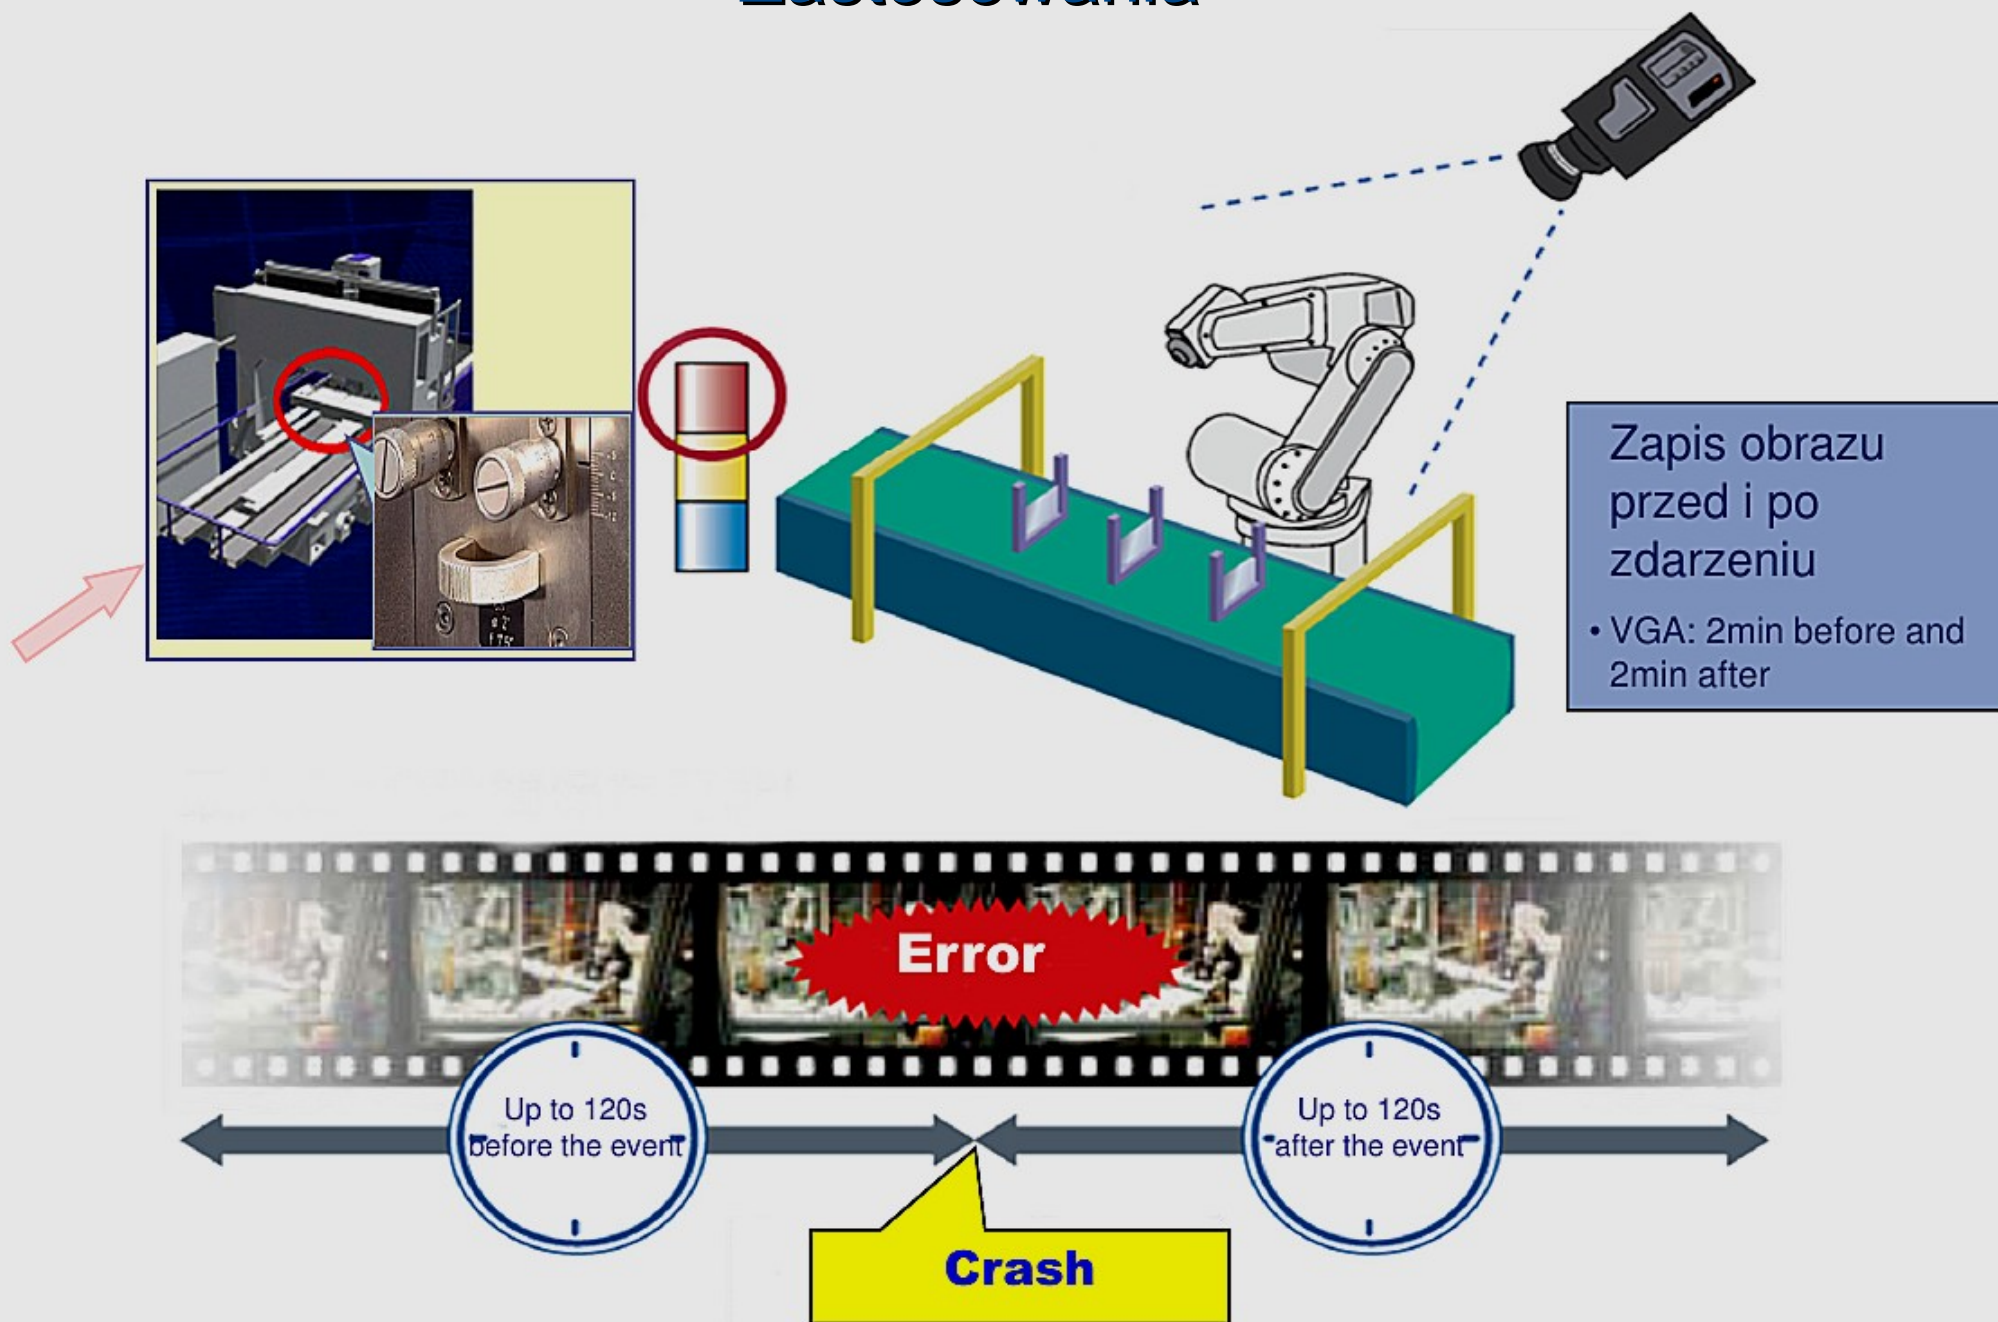 Zastosowania
Zapis obrazu
przed i po
zdarzeniu
• VGA: 2min before and
2min after
Error
Up to 120s
before the event
Up to 120s
after the event
Crash